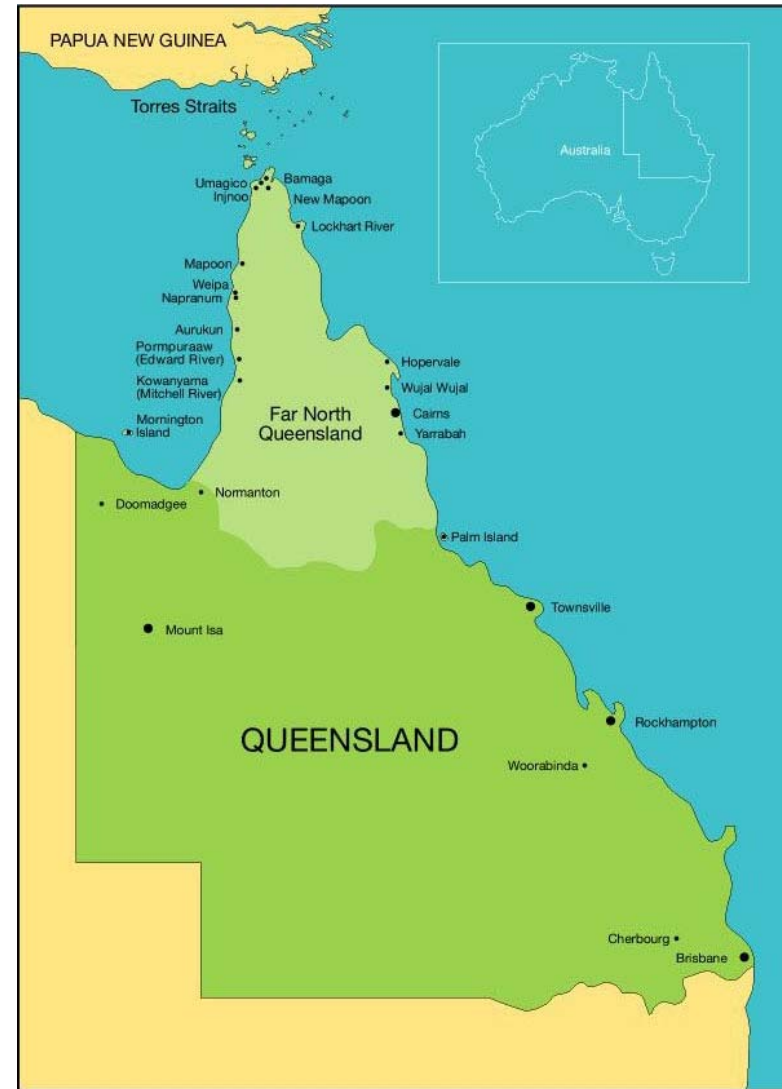 PAPUA NEW GUINEA
Torres Straits
Australia
Umagico
Injnoo
Bamaga
New Mapoon
Lockhart River
Mapoon
Weipa
Napranum
Aurukun
Pormpuraaw
(Edward River)
Kowanyama
(Mitchell River)
Mornington
Island
Hopervale
Wujal Wujal
Cairns
Yarrabah
Far North
Queensland
Normanton
Doomadgee
Palm Island
Townsville
Mount Isa
Rockhampton
QUEENSLAND
Woorabinda
Cherbourg
Brisbane